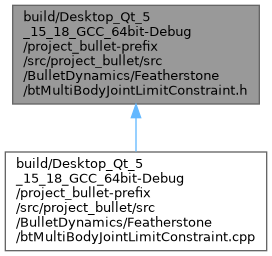 build/Desktop_Qt_5
_15_18_GCC_64bit-Debug
/project_bullet-prefix
/src/project_bullet/src
/BulletDynamics/Featherstone
/btMultiBodyJointLimitConstraint.h
build/Desktop_Qt_5
_15_18_GCC_64bit-Debug
/project_bullet-prefix
/src/project_bullet/src
/BulletDynamics/Featherstone
/btMultiBodyJointLimitConstraint.cpp